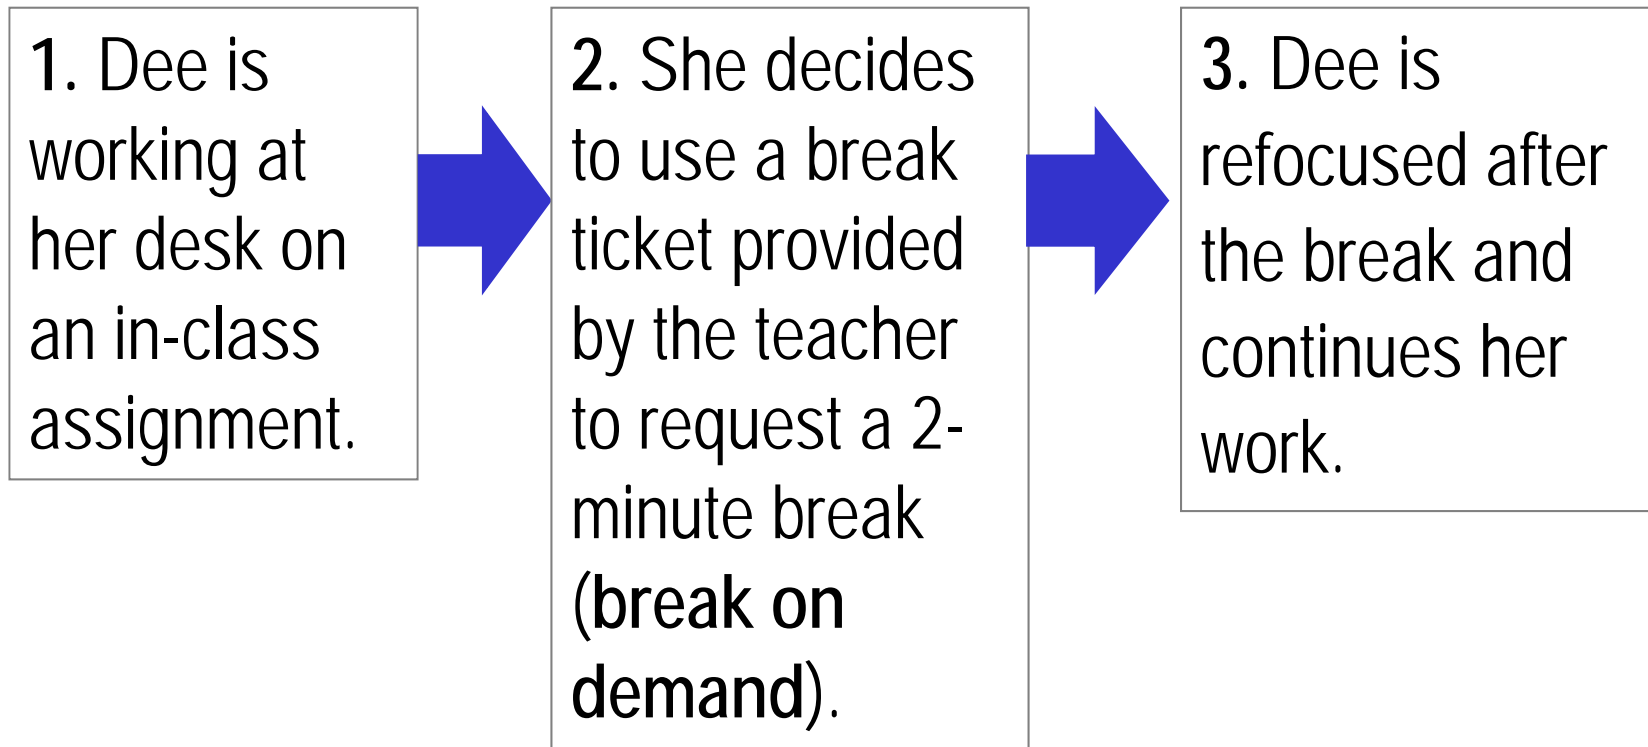 1. Dee is
working at
her desk on
an in-class
assignment.
2. She decides
to use a break
ticket provided
by the teacher
to request a 2-
minute break
(break on
demand).
3. Dee is
refocused after
the break and
continues her
work.